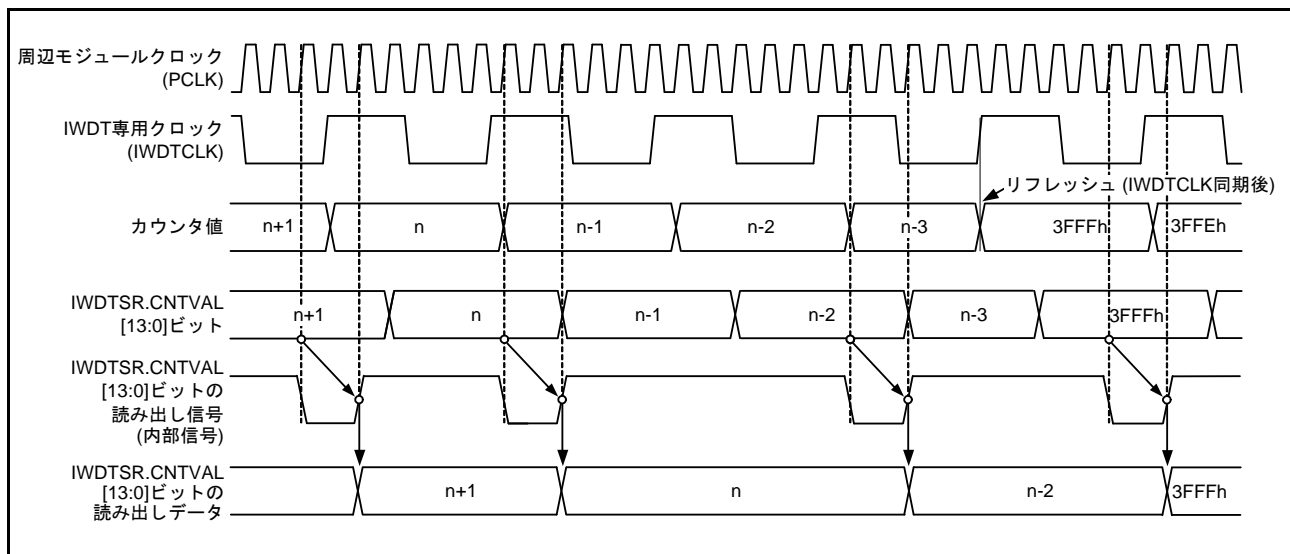 周辺モジュールクロック
(PCLK)
IWDT専用クロック
(IWDTCLK)
リフレッシュ (IWDTCLK同期後)
カウンタ値
n+1
n
n-1
n-2
n-3
3FFFh
3FFEh
IWDTSR.CNTVAL
[13:0]ビット
n+1
n
n-1
n-2
n-3
3FFFh
IWDTSR.CNTVAL
[13:0]ビットの
読み出し信号
(内部信号)
IWDTSR.CNTVAL
[13:0]ビットの
読み出しデータ
n+1
n
n-2
3FFFh